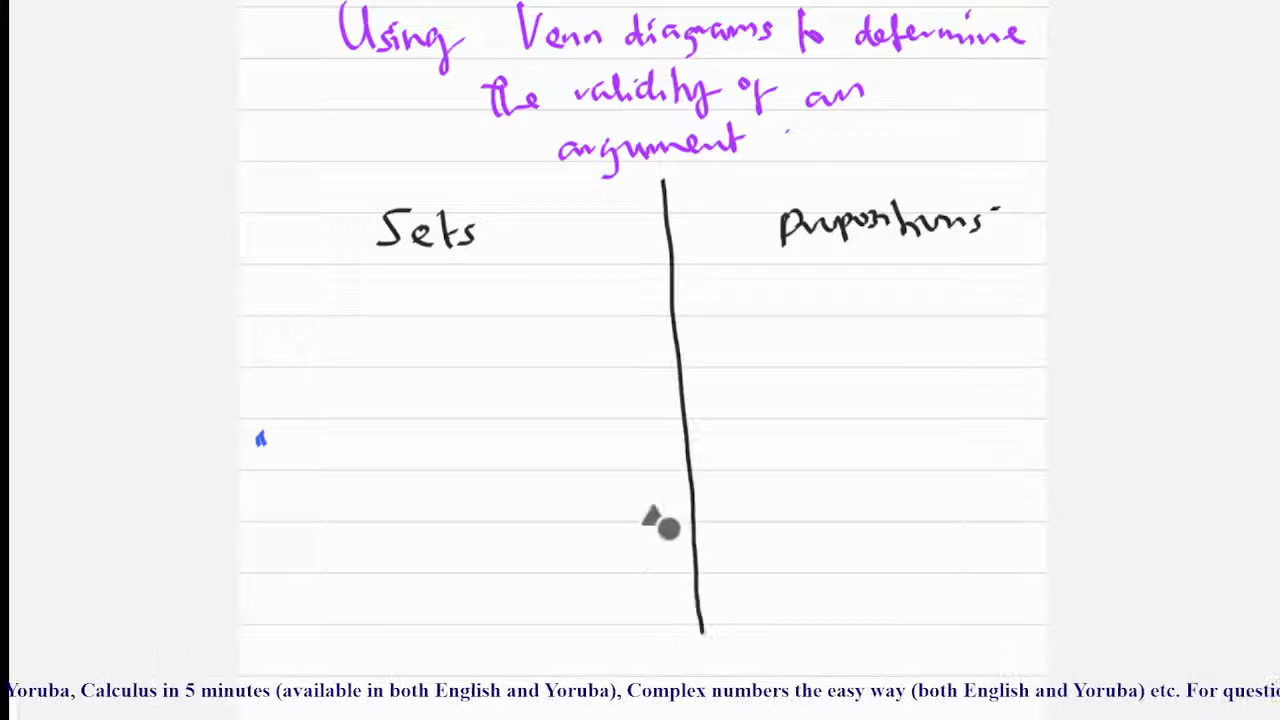 Using Venn diagrams to determine
the validity of an
argument
Sets
Propositions
Yoruba, Calculus in 5 minutes (available in both English and Yoruba), Complex numbers the easy way (both English and Yoruba) etc. For questio